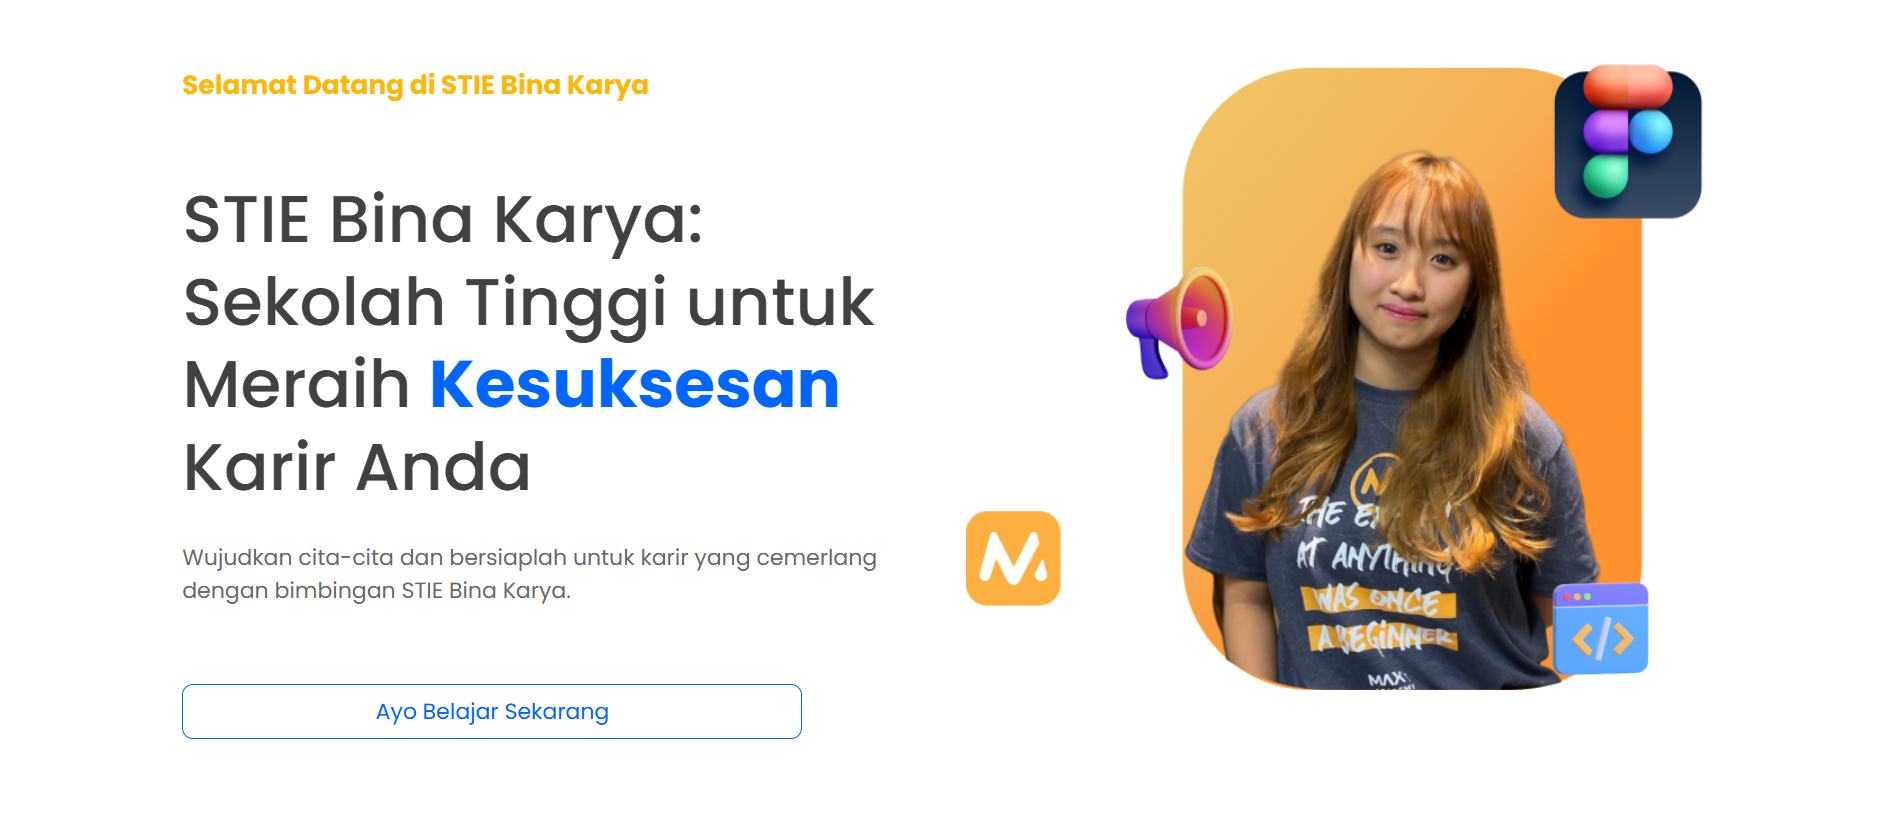 Selamat Datang di STIE Bina Karya
STIE Bina Karya:
Sekolah Tinggi untuk
Meraih Kesuksesan
Karir Anda
Wujudkan cita-cita dan bersiaplah untuk karir yang cemerlang
dengan bimbingan STIE Bina Karya.
Ayo Belajar Sekarang
THE
AT ANYTHING
WAS ONCE
A BEGINNER
MAXY